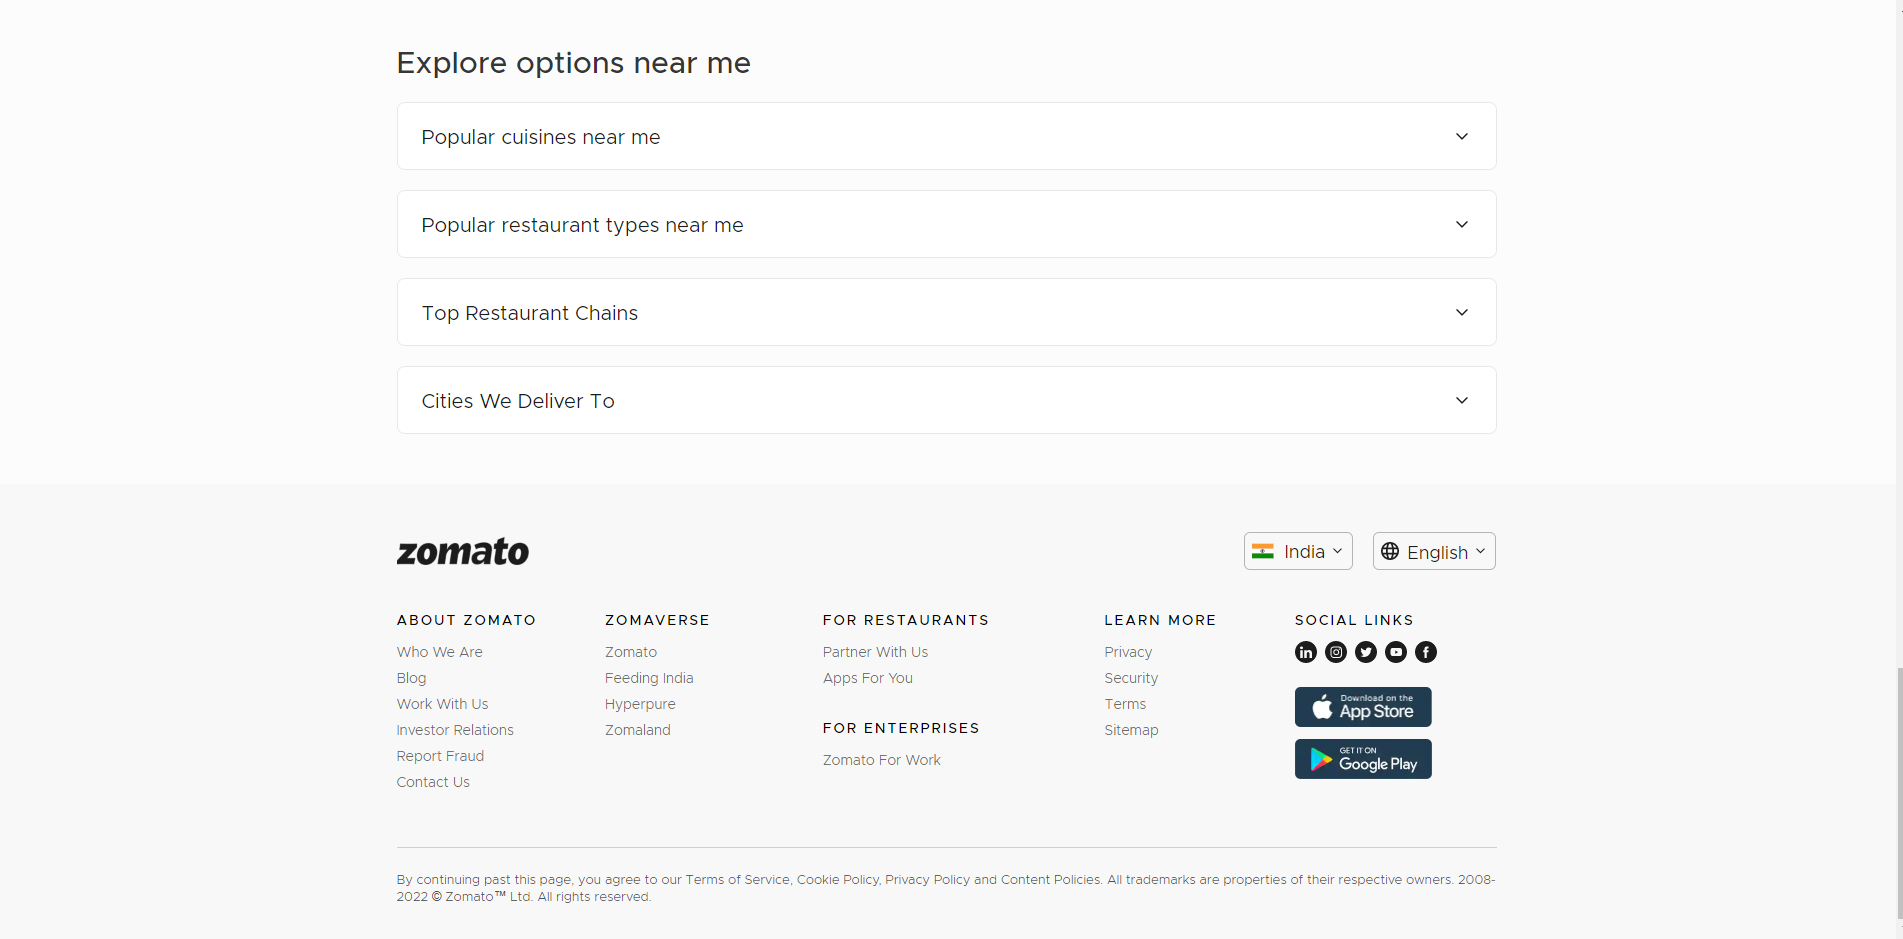 Explore options near me
Popular cuisines near me
Popular restaurant types near me
Top Restaurant Chains
Cities We Deliver To
zomato
India
English
ABOUT ZOMATO
Who We Are
Blog
Work With Us
Investor Relations
Report Fraud
Contact Us
ZOMAVERSE
Zomato
Feeding India
Hyperpure
Zomaland
FOR RESTAURANTS
Partner With Us
Apps For You
FOR ENTERPRISES
Zomato For Work
LEARN MORE
Privacy
Security
Terms
Sitemap
SOCIAL LINKS
Download on the
App Store
GET IT ON
Google Play
By continuing past this page, you agree to our Terms of Service, Cookie Policy, Privacy Policy and Content Policies. All trademarks are properties of their respective owners. 2008-
2022 © Zomato™ Ltd. All rights reserved.